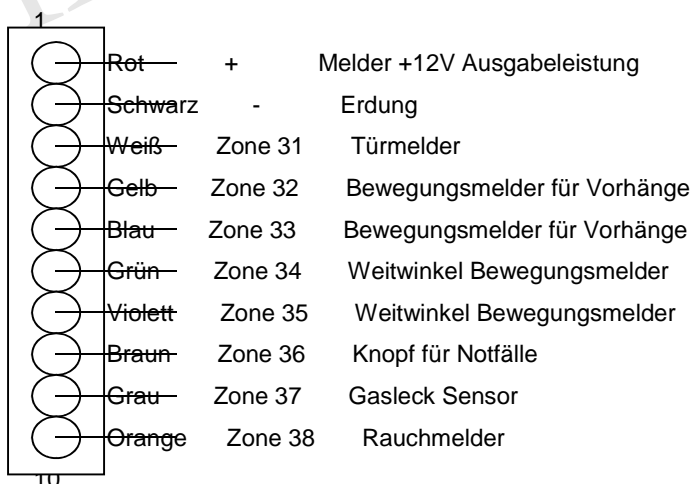 1
Rot + Melder +12V Ausgabeleistung
Schwarz - Erdung
Weiß Zone 31 Türmelder
Gelb Zone 32 Bewegungsmelder für Vorhänge
Blau Zone 33 Bewegungsmelder für Vorhänge
Grün Zone 34 Weitwinkel Bewegungsmelder
Violett Zone 35 Weitwinkel Bewegungsmelder
Braun Zone 36 Knopf für Notfälle
Grau Zone 37 Gasleck Sensor
Orange Zone 38 Rauchmelder
10